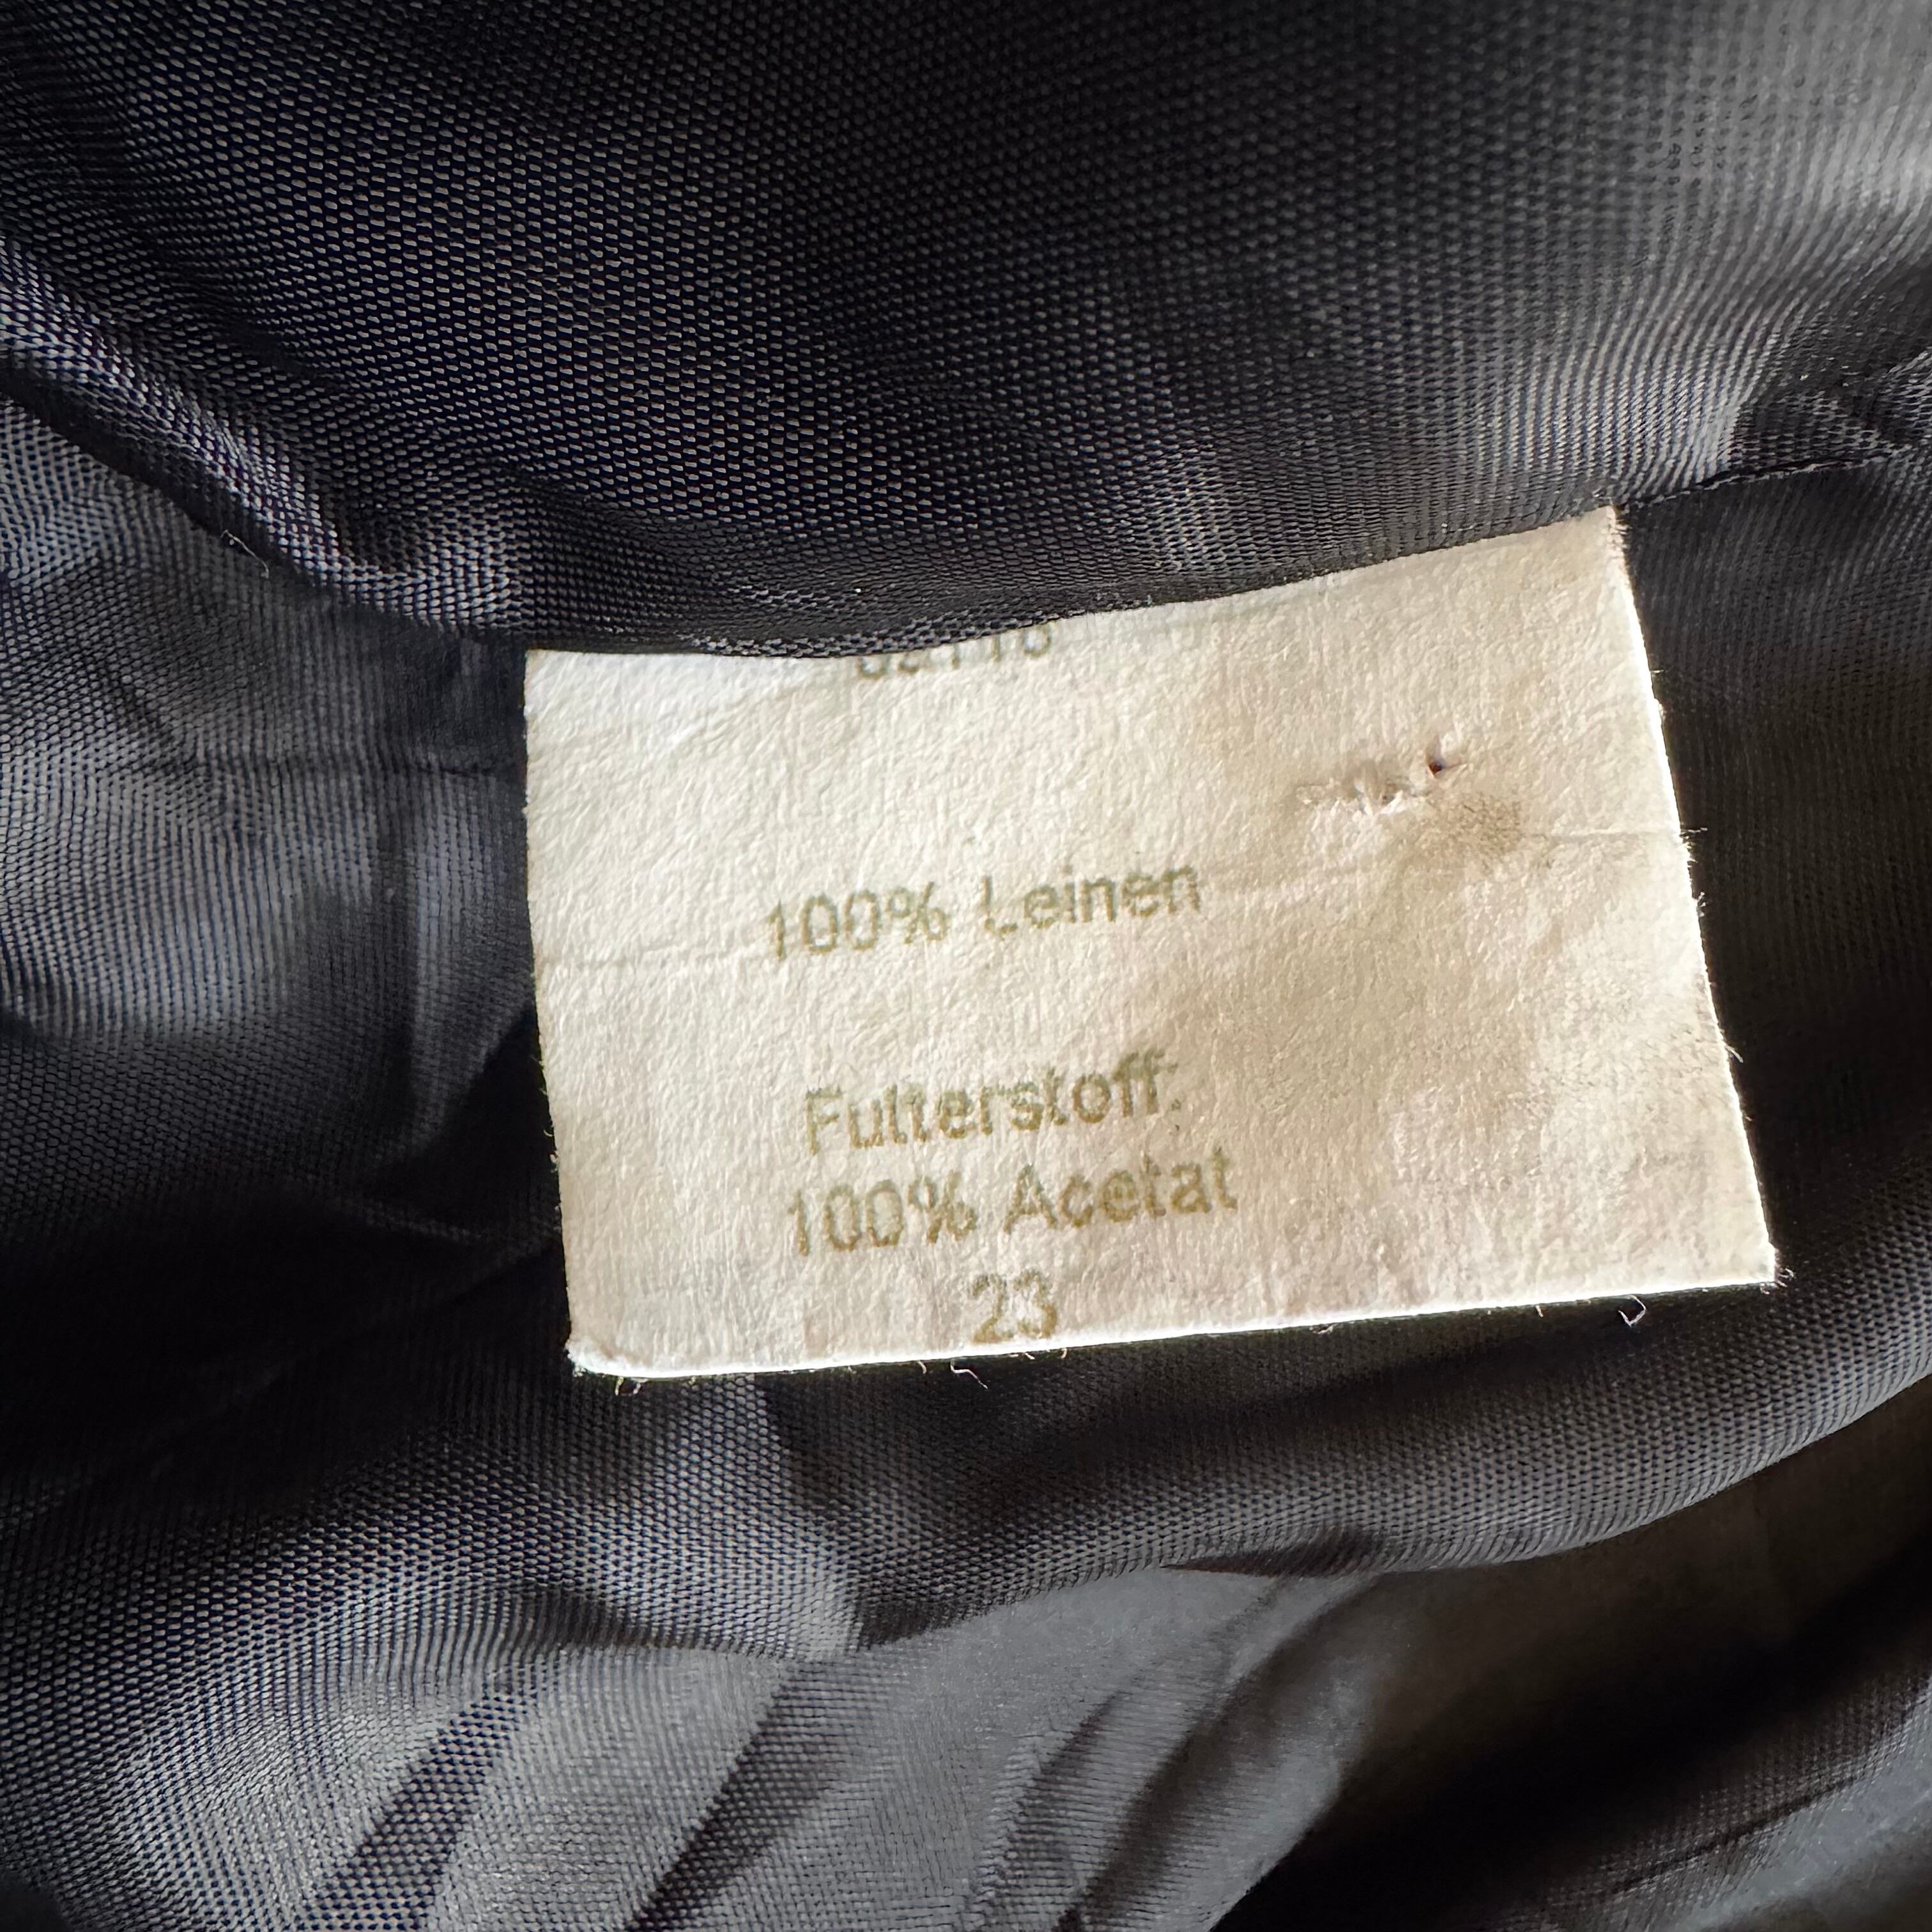 100% Leinen
Futterstoff:
100% Acetat
23